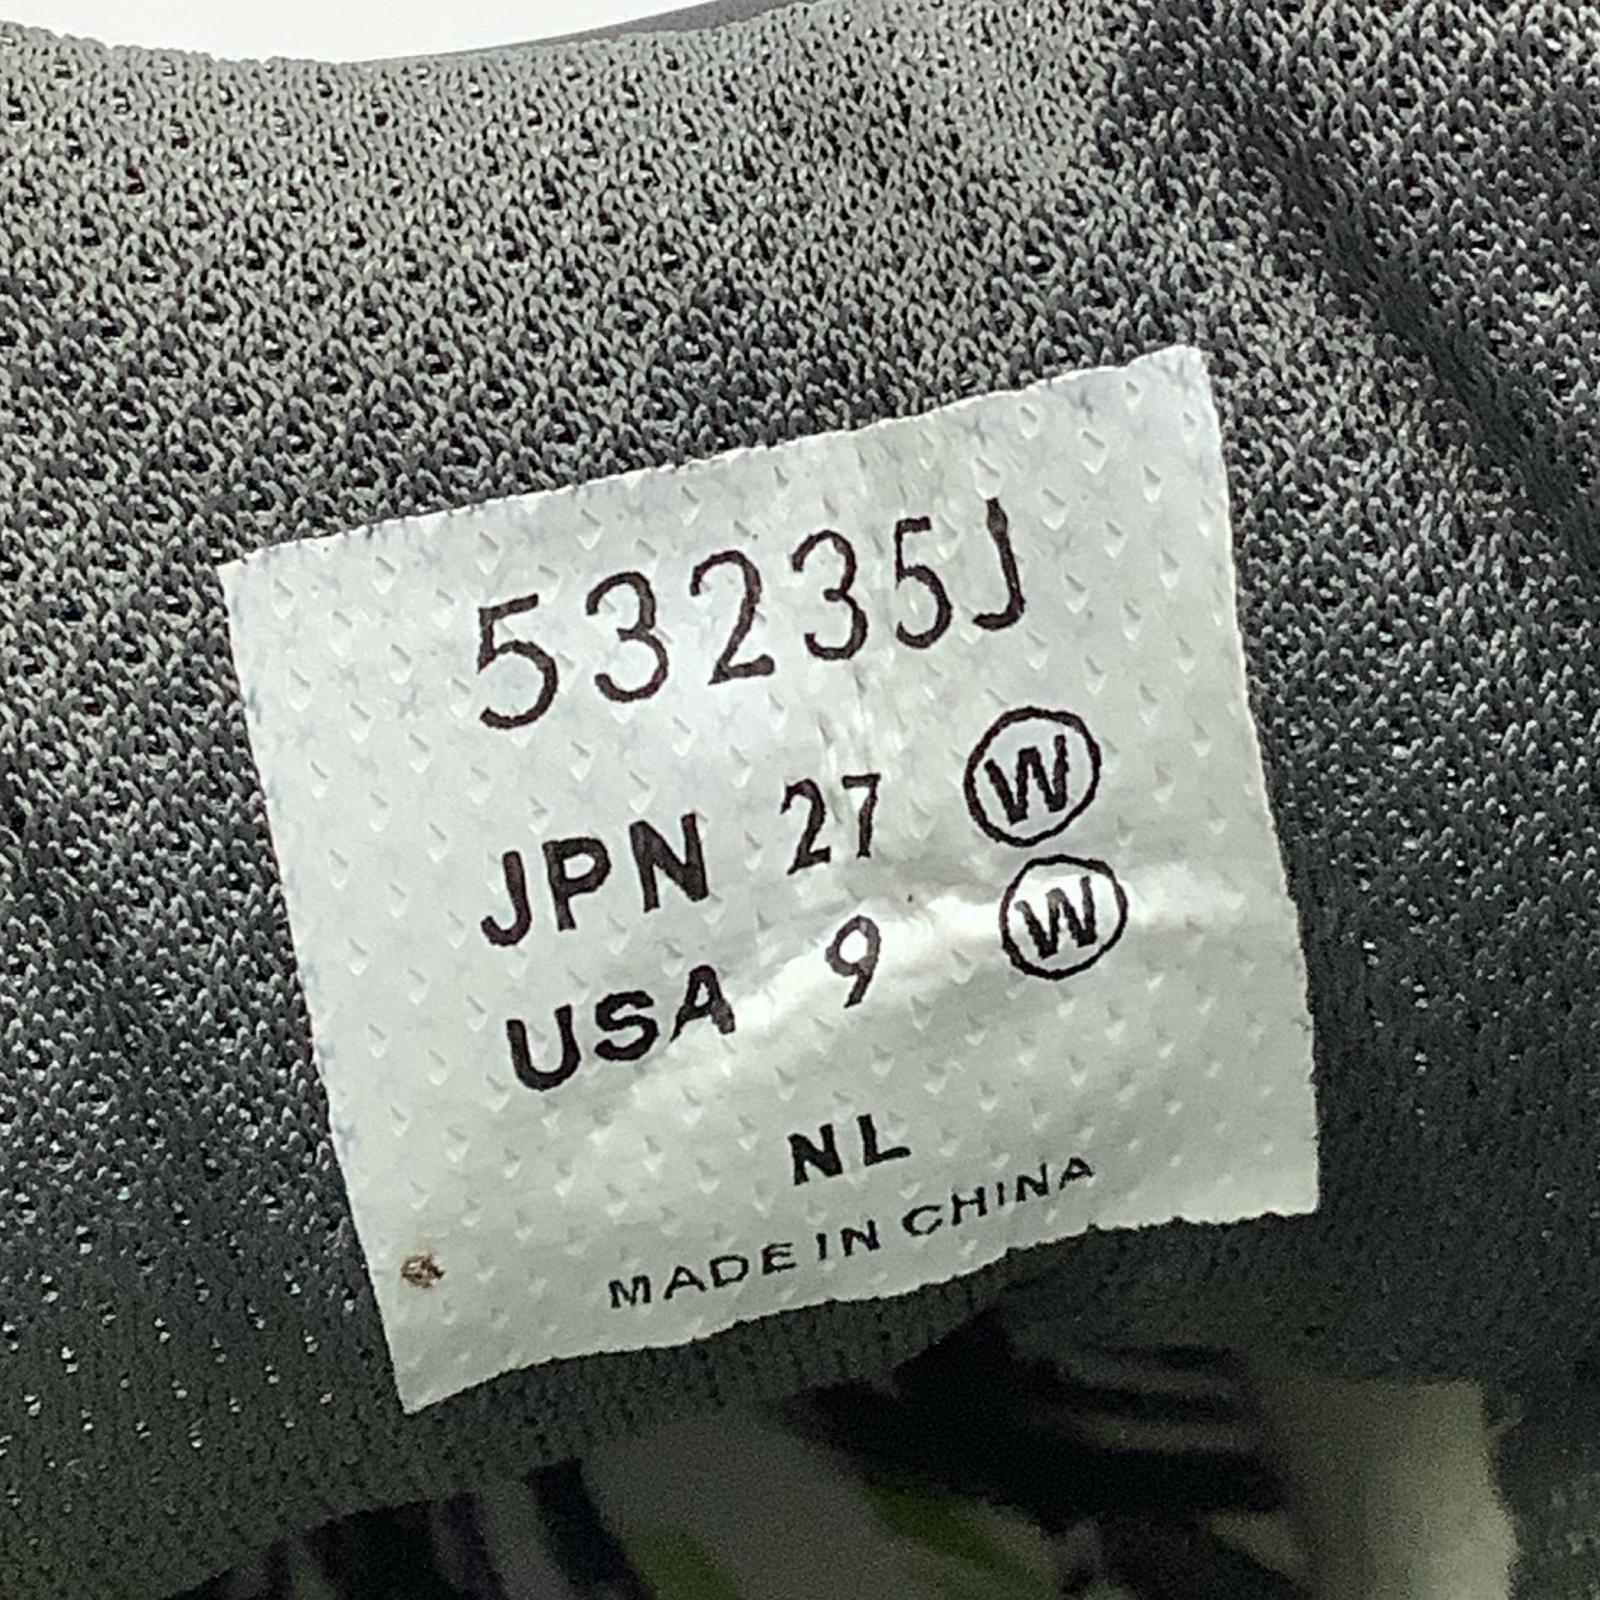 53235J
JPN 27 Ⓦ
USA 9 Ⓦ
NL
MADE IN CHINA